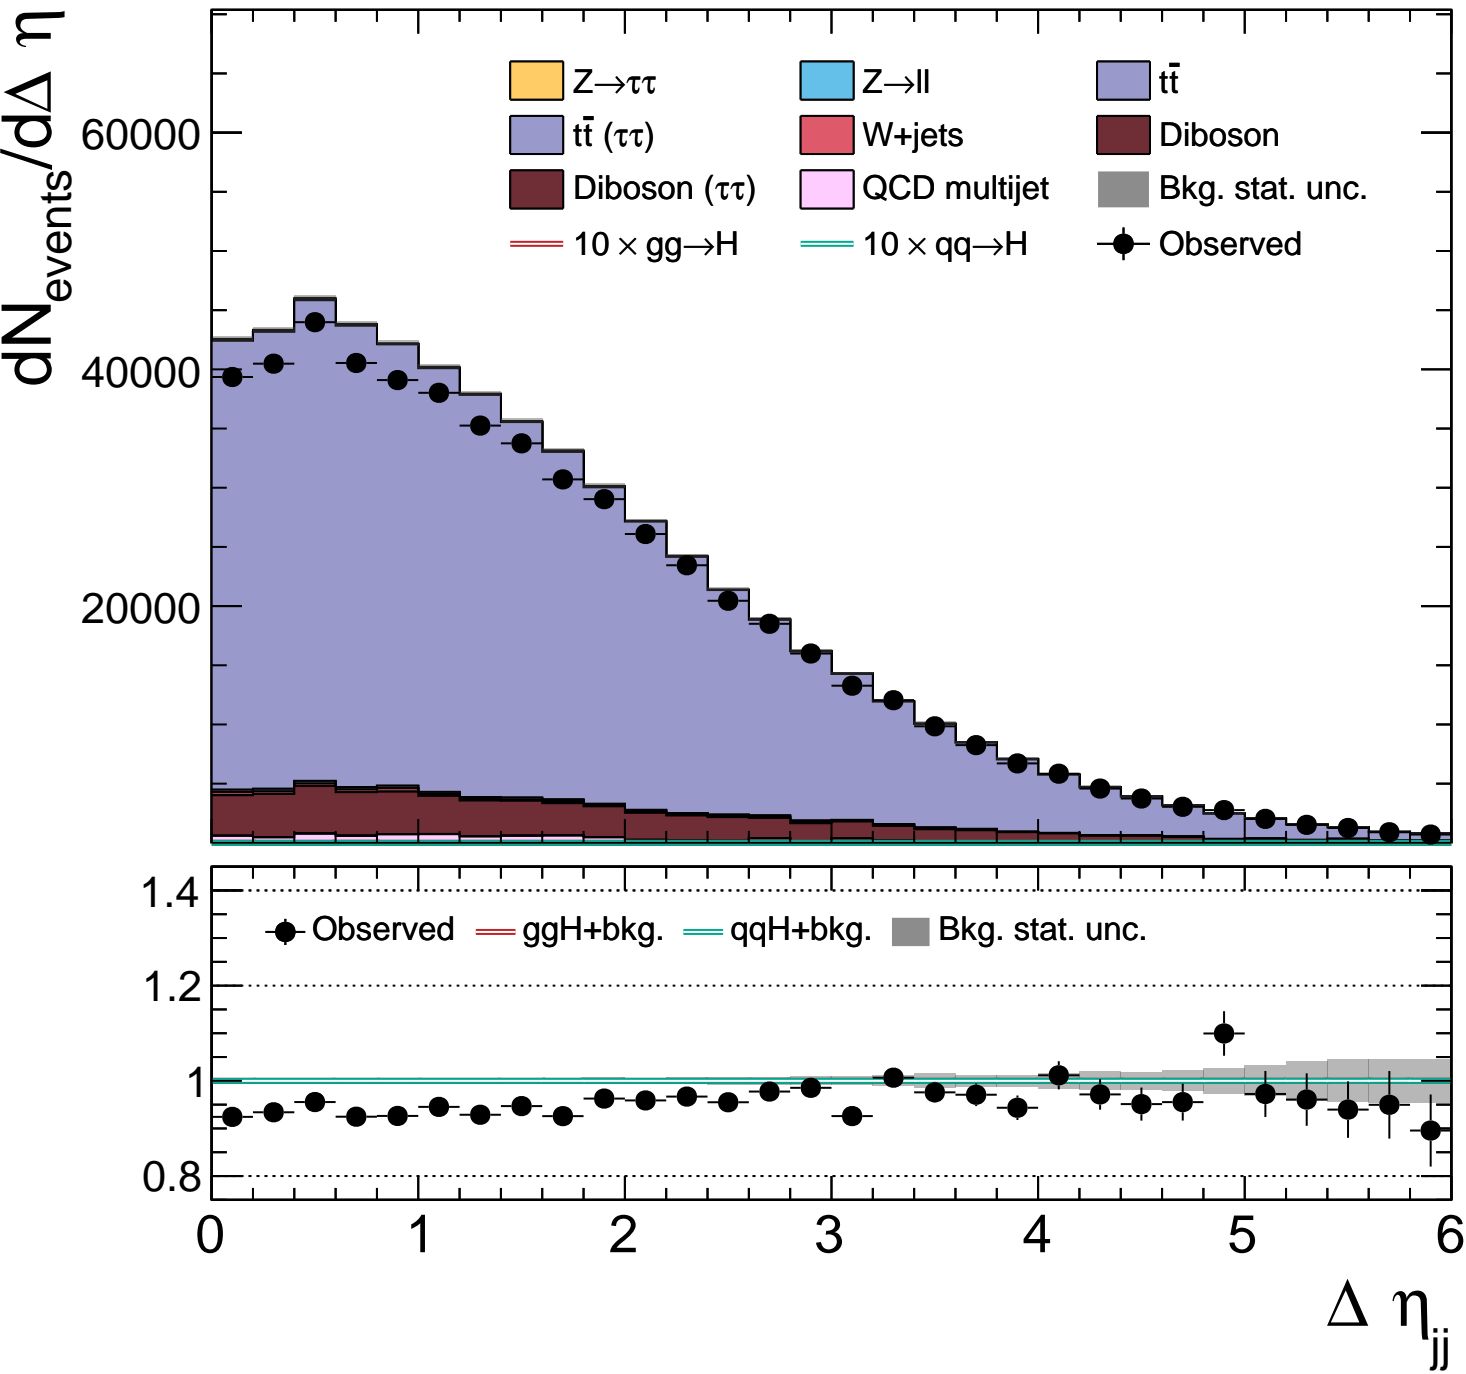 dN_events/dΔ η
60000
40000
20000
Z→ττ Z→ll tt̄
tt̄ (ττ) W+jets Diboson
Diboson (ττ) QCD multijet Bkg. stat. unc.
10 × gg→H 10 × qq→H Observed
1.4
1.2
1
0.8
Observed ggH+bkg. qqH+bkg. Bkg. stat. unc.
0 1 2 3 4 5 6
Δ η_jj